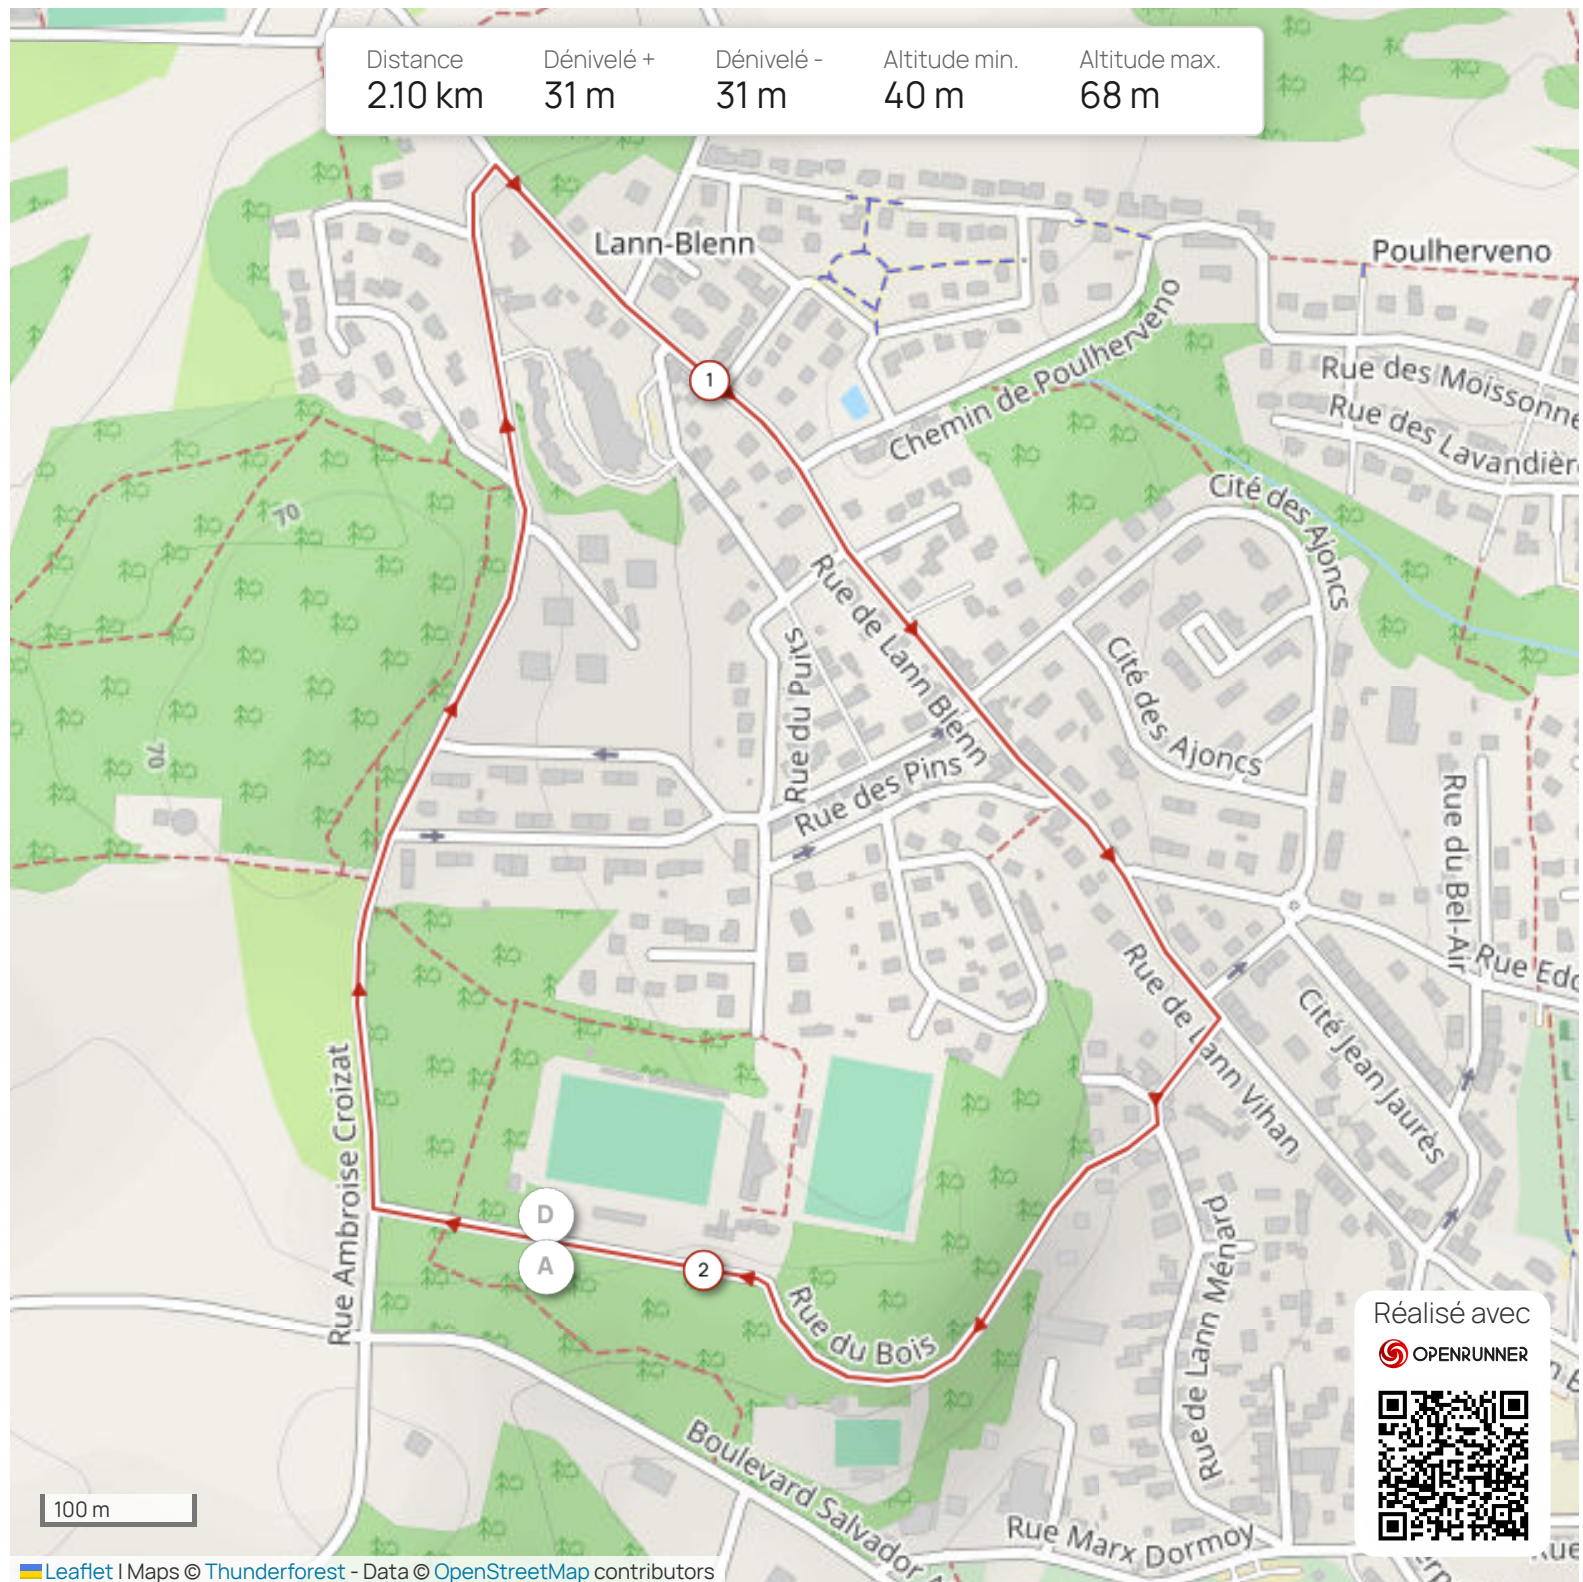 Distance
2.10 km
Dénivelé +
31 m
Dénivelé -
31 m
Altitude min.
40 m
Altitude max.
68 m
Lann-Blenn
Poulherveno
Chemin de Poulherveno
Rue des Moissonne
Rue des Lavandière
1
70
Cité des Ajoncs
Rue de Lann Blenn
Rue du Puits
Cité des Ajoncs
70
Rue des Pins
Rue du Bel-Air
Rue Edo
Rue de Lann Vihan
Cité Jean Jaurès
Rue Ambroise Croizat
D
A
2
Rue du Bois
Rue de Lann Ménard
Boulevard Salvador A
Rue Marx Dormoy
Réalisé avec
OPENRUNNER
100 m
Leaflet | Maps © Thunderforest - Data © OpenStreetMap contributors